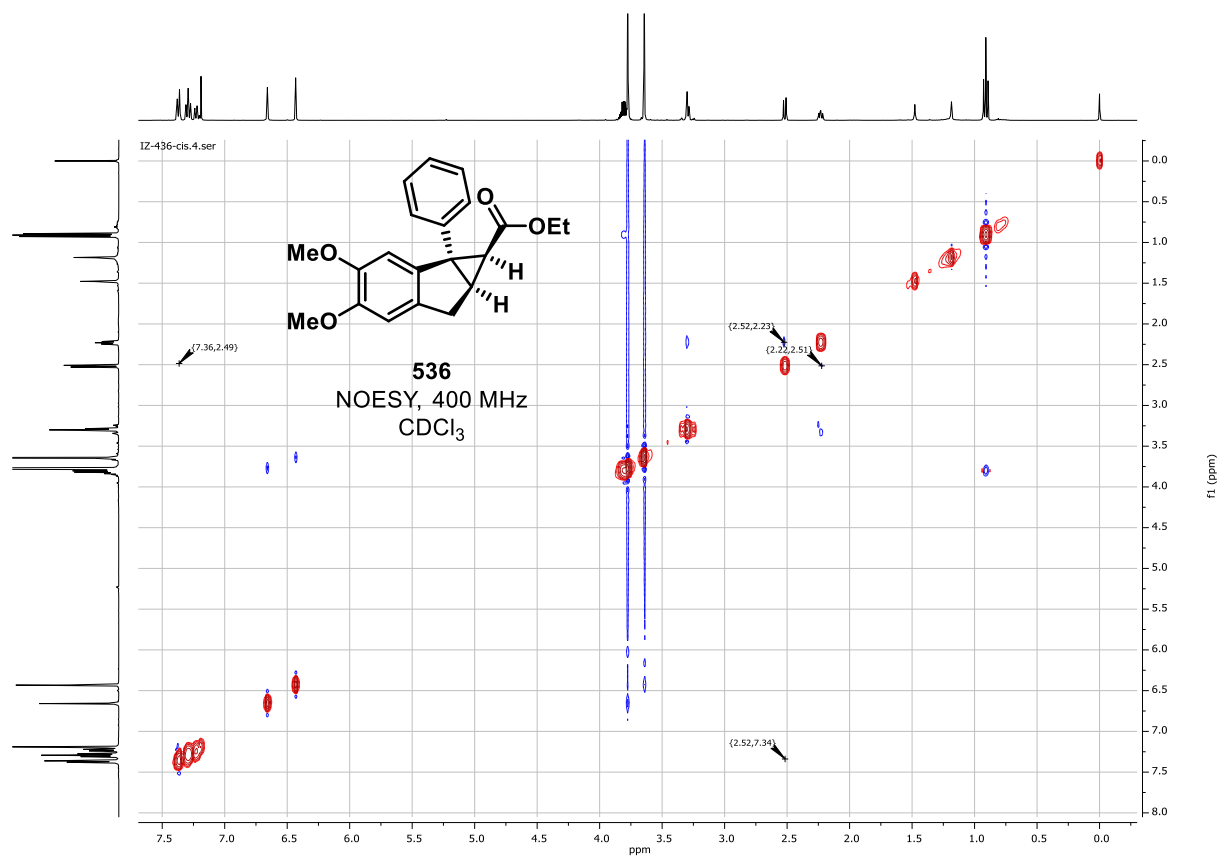 IZ-436-cis.4.ser
O
OEt
MeO
H
H
MeO
536
NOESY, 400 MHz
CDCl3
{7.36,2.49}
{2.52,2.23}
{2.22,2.51}
{2.52,7.34}
0.0
0.5
1.0
1.5
2.0
2.5
3.0
3.5
4.0
4.5
5.0
5.5
6.0
6.5
7.0
7.5
8.0
f1 (ppm)
7.5 7.0 6.5 6.0 5.5 5.0 4.5 4.0 3.5 3.0 2.5 2.0 1.5 1.0 0.5 0.0
ppm